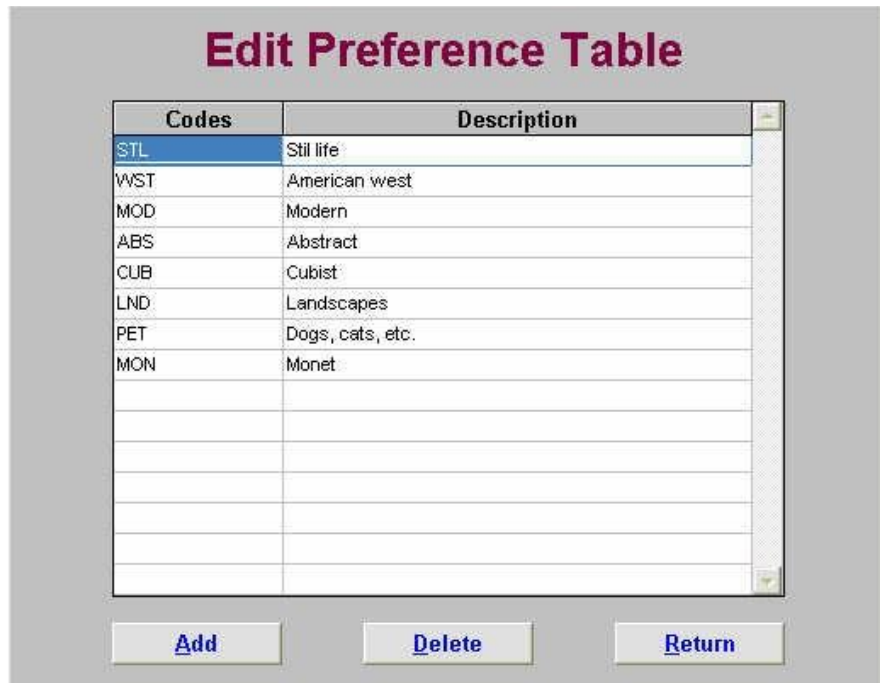 Edit Preference Table
Codes Description
STL Stil life
WST American west
MOD Modern
ABS Abstract
CUB Cubist
LND Landscapes
PET Dogs, cats, etc.
MON Monet
Add Delete Return